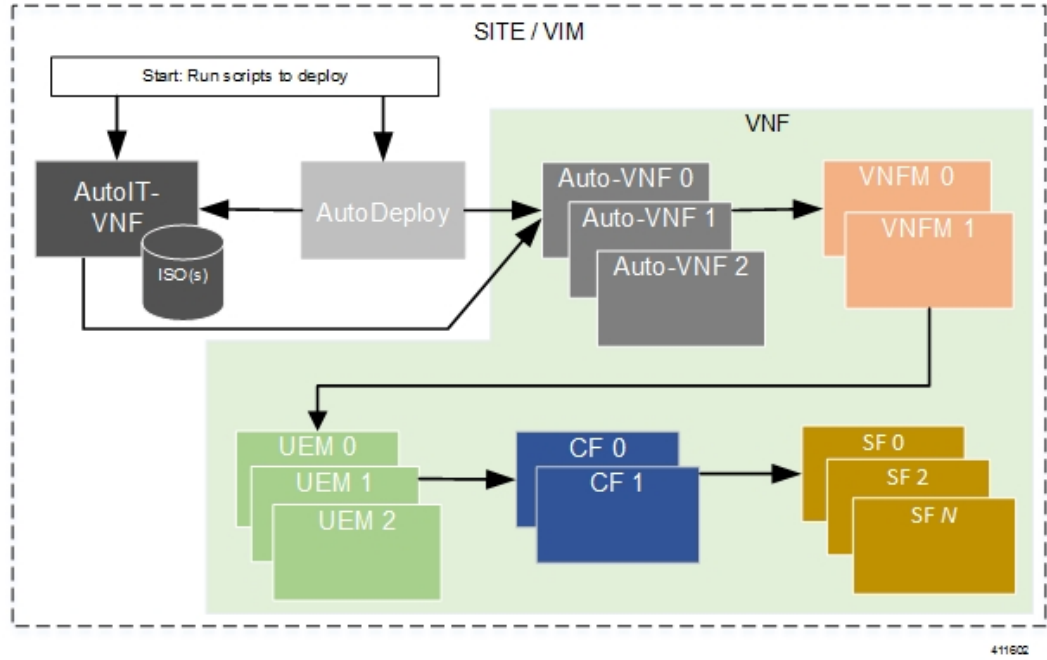 SITE / VIM
Start: Run scripts to deploy
VNF
AutoIT-
VNF
ISO(s)
AutoDeploy
Auto-VNF 0
Auto-VNF 1
Auto-VNF 2
VNFM 0
VNFM 1
UEM 0
UEM 1
UEM 2
CF 0
CF 1
SF 0
SF 2
SF N
411602